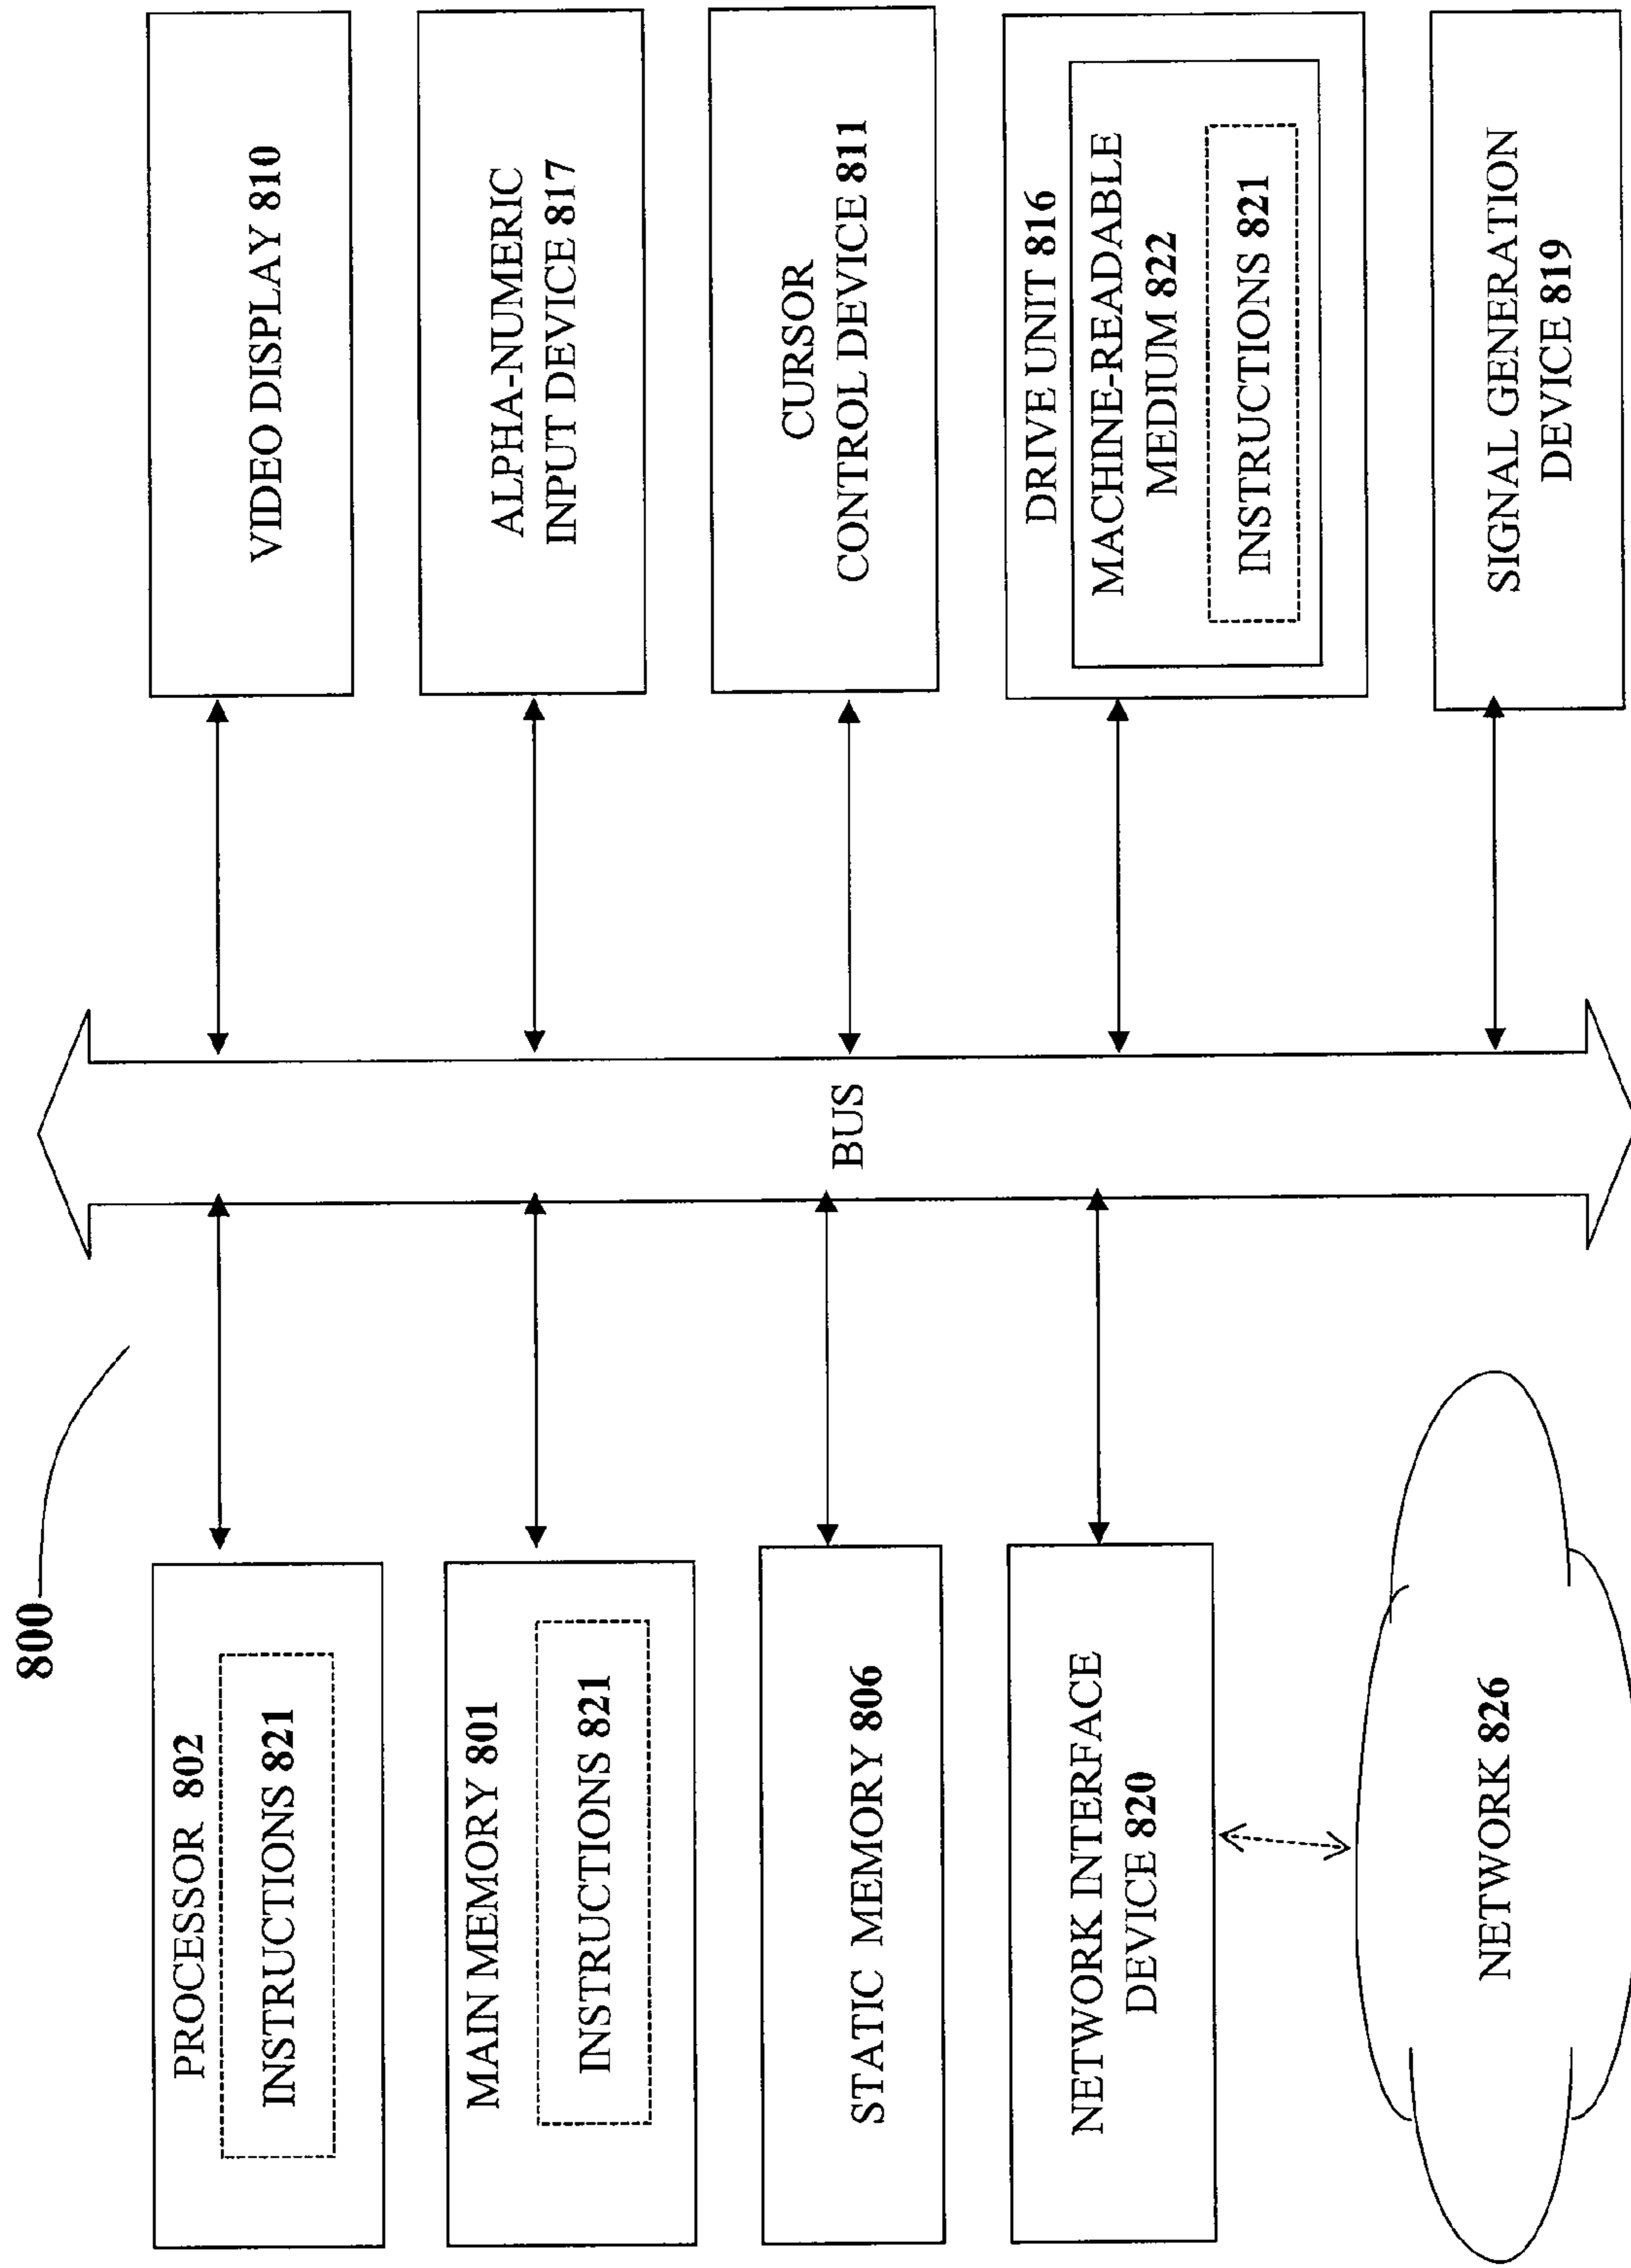 800
PROCESSOR 802
INSTRUCTIONS 821
MAIN MEMORY 801
INSTRUCTIONS 821
STATIC MEMORY 806
NETWORK INTERFACE
DEVICE 820
NETWORK 826
BUS
VIDEO DISPLAY 810
ALPHA-NUMERIC
INPUT DEVICE 817
CURSOR
CONTROL DEVICE 811
DRIVE UNIT 816
MACHINE-READABLE
MEDIUM 822
INSTRUCTIONS 821
SIGNAL GENERATION
DEVICE 819